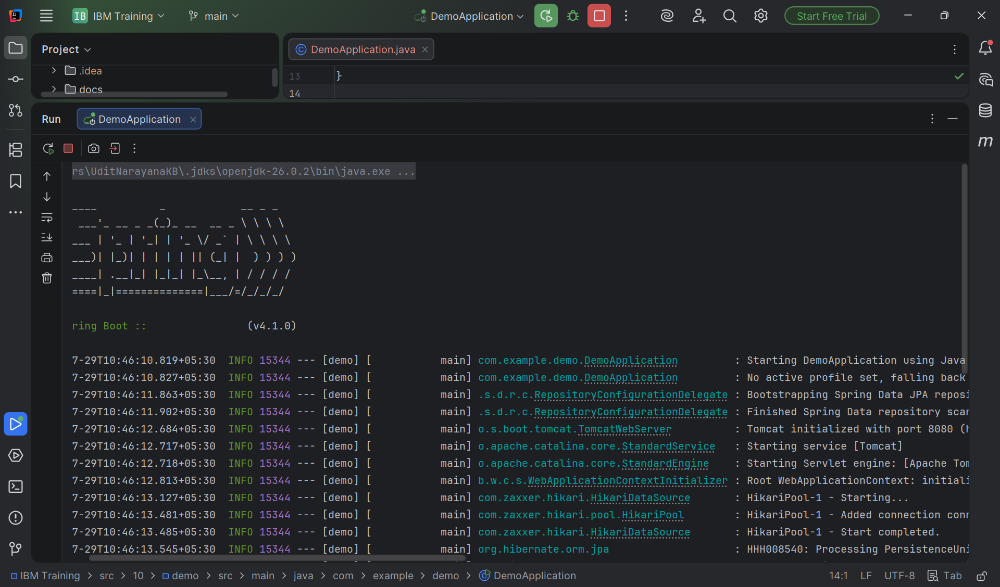 IB IBM Training main DemoApplication Start Free Trial
Project
.idea
docs
DemoApplication.java
13 }
14
Run DemoApplication
rs\UditNarayanaKB\.jdks\openjdk-26.0.2\bin\java.exe ...
____          _            __ _ _
 ___'_ __ _ _(_)_ __  __ _ \ \ \ \
___ | '_ | '_| | '_ \/ _` | \ \ \ \
___)| |_)| | | | | || (_| |  ) ) ) )
____| .__|_| |_|_| |_\__, | / / / /
====|_|==============|___/=/_/_/_/
ring Boot ::                (v4.1.0)
7-29T10:46:10.819+05:30  INFO 15344 --- [demo] [           main] com.example.demo.DemoApplication         : Starting DemoApplication using Java
7-29T10:46:10.827+05:30  INFO 15344 --- [demo] [           main] com.example.demo.DemoApplication         : No active profile set, falling back
7-29T10:46:11.863+05:30  INFO 15344 --- [demo] [           main] .s.d.r.c.RepositoryConfigurationDelegate : Bootstrapping Spring Data JPA reposi
7-29T10:46:11.902+05:30  INFO 15344 --- [demo] [           main] .s.d.r.c.RepositoryConfigurationDelegate : Finished Spring Data repository scan
7-29T10:46:12.684+05:30  INFO 15344 --- [demo] [           main] o.s.boot.tomcat.TomcatWebServer          : Tomcat initialized with port 8080 (h
7-29T10:46:12.717+05:30  INFO 15344 --- [demo] [           main] o.apache.catalina.core.StandardService   : Starting service [Tomcat]
7-29T10:46:12.718+05:30  INFO 15344 --- [demo] [           main] o.apache.catalina.core.StandardEngine    : Starting Servlet engine: [Apache Tom
7-29T10:46:12.813+05:30  INFO 15344 --- [demo] [           main] b.w.c.s.WebApplicationContextInitializer : Root WebApplicationContext: initiali
7-29T10:46:13.127+05:30  INFO 15344 --- [demo] [           main] com.zaxxer.hikari.HikariDataSource       : HikariPool-1 - Starting...
7-29T10:46:13.481+05:30  INFO 15344 --- [demo] [           main] com.zaxxer.hikari.pool.HikariPool        : HikariPool-1 - Added connection conn
7-29T10:46:13.485+05:30  INFO 15344 --- [demo] [           main] com.zaxxer.hikari.HikariDataSource       : HikariPool-1 - Start completed.
7-29T10:46:13.545+05:30  INFO 15344 --- [demo] [           main] org.hibernate.orm.jpa                    : HHH008540: Processing PersistenceUni
IBM Training > src > 10 > demo > src > main > java > com > example > demo > DemoApplication 14:1 LF UTF-8 Tab